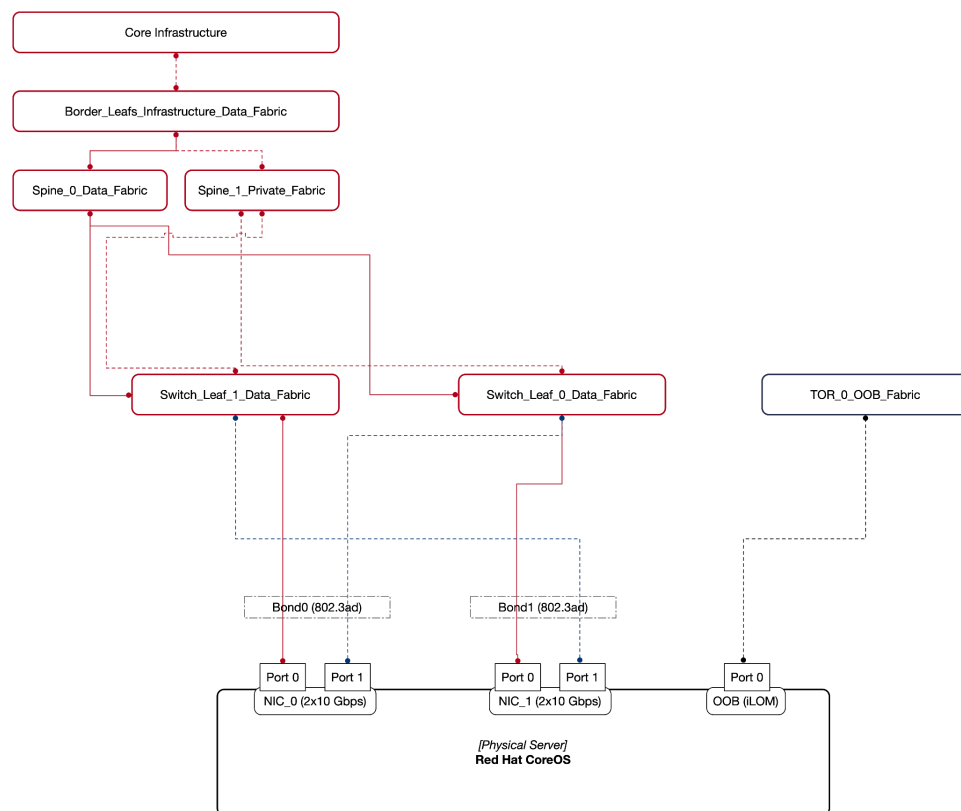 Core Infrastructure
Border_Leafs_Infrastructure_Data_Fabric
Spine_0_Data_Fabric
Spine_1_Private_Fabric
Switch_Leaf_1_Data_Fabric
Switch_Leaf_0_Data_Fabric
TOR_0_OOB_Fabric
Bond0 (802.3ad)
Bond1 (802.3ad)
Port 0
Port 1
Port 0
Port 1
Port 0
NIC_0 (2x10 Gbps)
NIC_1 (2x10 Gbps)
OOB (iLOM)
[Physical Server]
Red Hat CoreOS